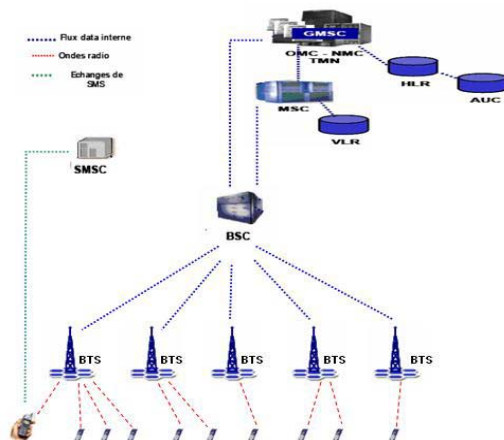 Flux data interne
Ondes radio
Echanges de
SMS
GMSC
OMC - NMC
TMN
HLR
AUC
MSC
VLR
SMSC
BSC
BTS
BTS
BTS
BTS
BTS